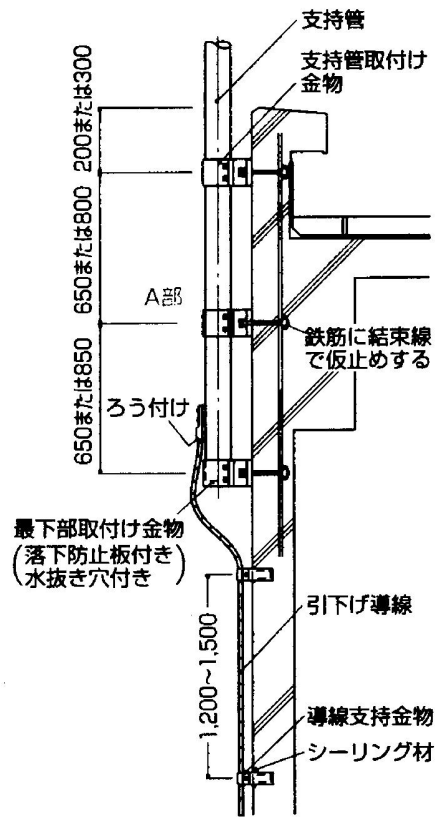 支持管
支持管取付け
金物
200または300
650または800
A部
鉄筋に結束線
で仮止めする
650または850
ろう付け
最下部取付け金物
(落下防止板付き
水抜き穴付き)
引下げ導線
1,200~1,500
導線支持金物
シーリング材